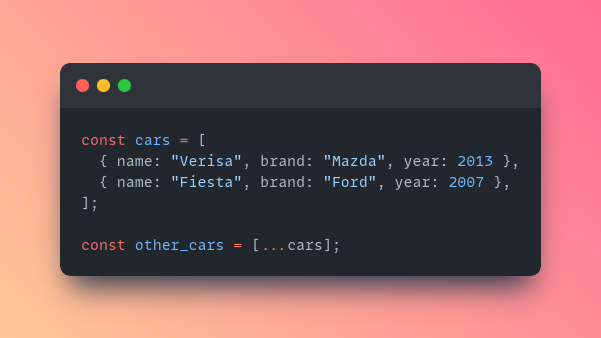 const cars = [
  { name: "Verisa", brand: "Mazda", year: 2013 },
  { name: "Fiesta", brand: "Ford", year: 2007 },
];

const other_cars = [...cars];